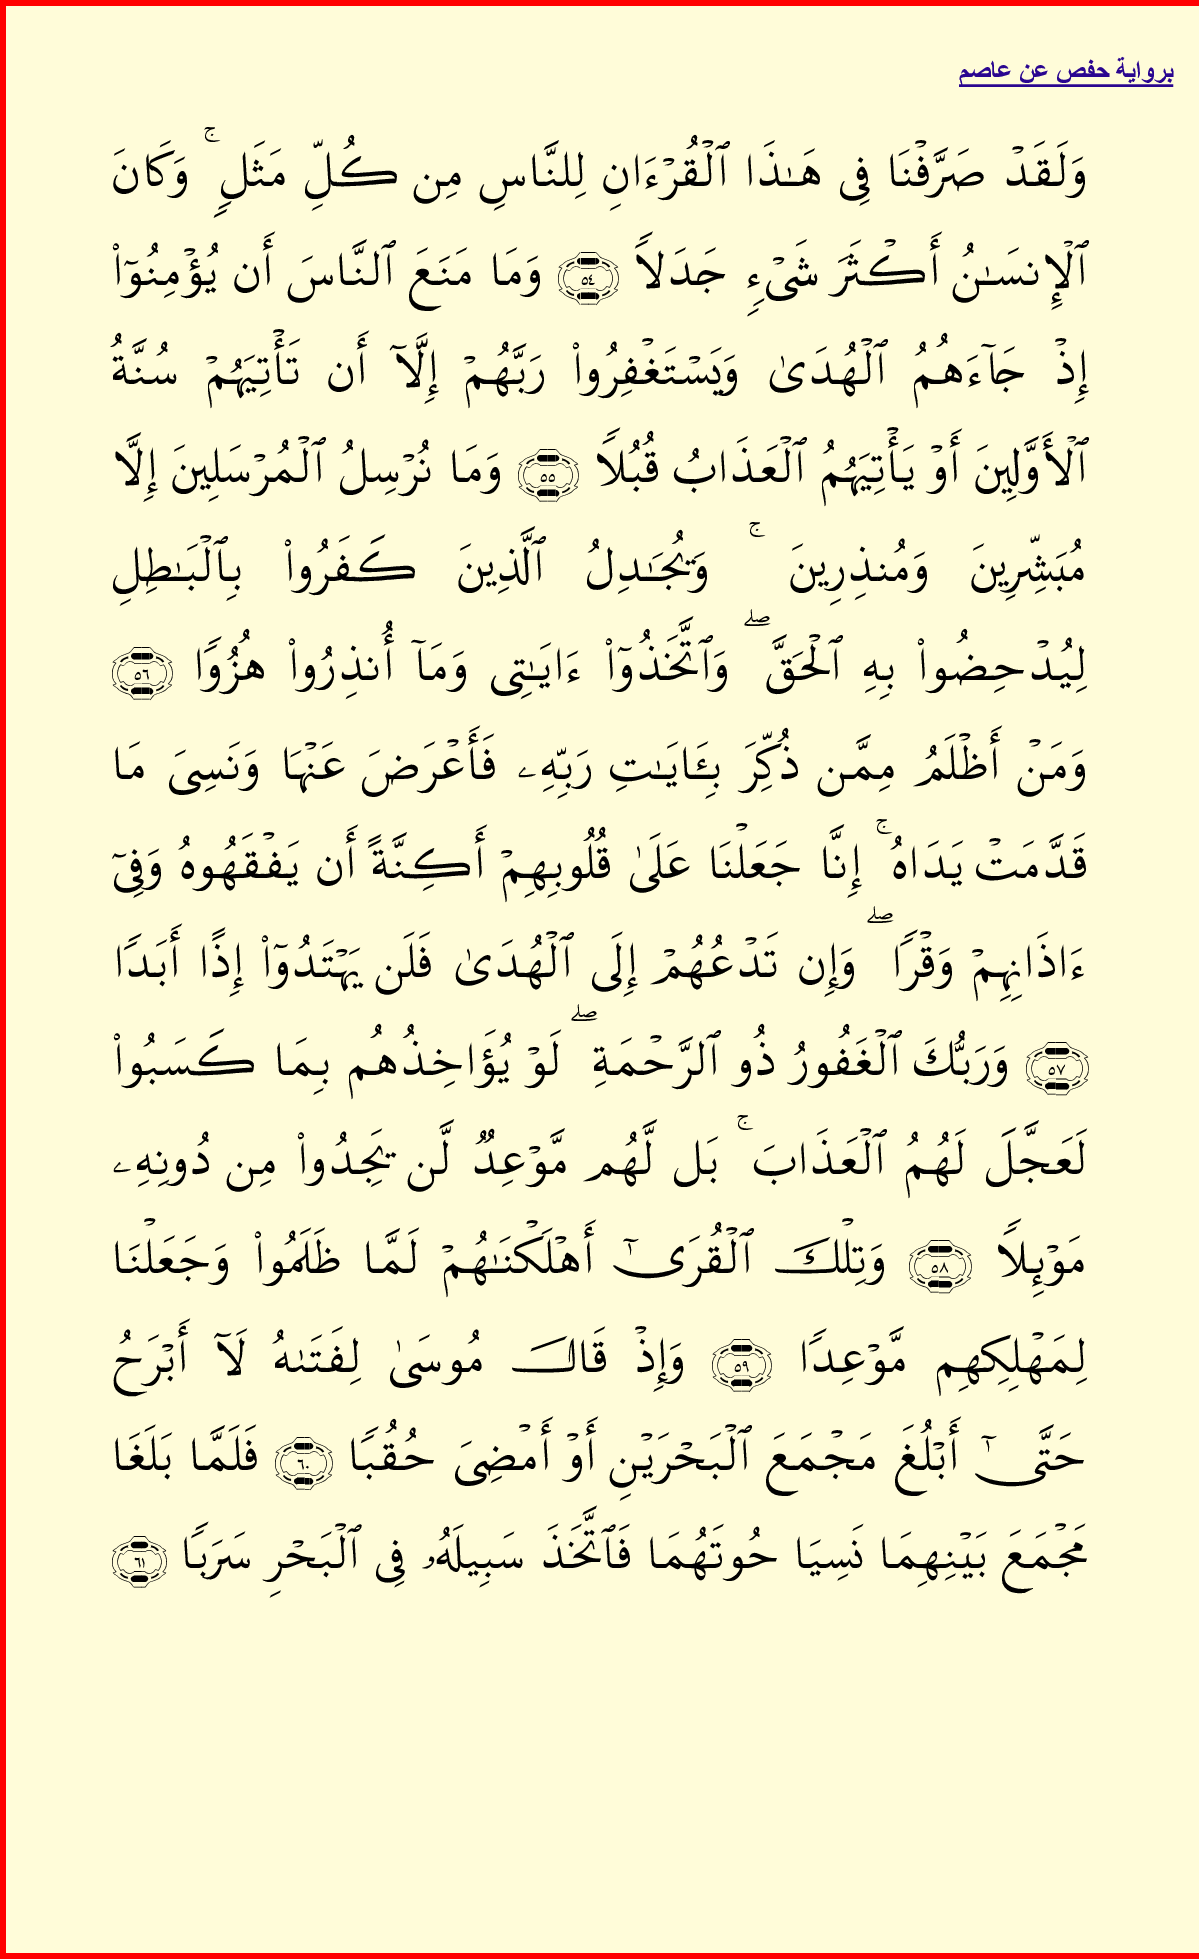 برواية حفص عن عاصم
وَلَقَدۡ صَرَّفۡنَا فِى هَـٰذَا ٱلۡقُرۡءَانِ لِلنَّاسِ مِن ڪُلِّ مَثَلٍ۬‌ۚ وَكَانَ
ٱلۡإِنسَـٰنُ أَڪۡثَرَ شَىۡءٍ۬ جَدَلاً۬ (٥٤) وَمَا مَنَعَ ٱلنَّاسَ أَن يُؤۡمِنُوٓاْ
إِذۡ جَآءَهُمُ ٱلۡهُدَىٰ وَيَسۡتَغۡفِرُواْ رَبَّهُمۡ إِلَّآ أَن تَأۡتِيَہُمۡ سُنَّةُ
ٱلۡأَوَّلِينَ أَوۡ يَأۡتِيَہُمُ ٱلۡعَذَابُ قُبُلاً۬ (٥٥) وَمَا نُرۡسِلُ ٱلۡمُرۡسَلِينَ إِلَّا
مُبَشِّرِينَ وَمُنذِرِينَ‌ۚ وَيُجَـٰدِلُ ٱلَّذِينَ ڪَفَرُواْ بِٱلۡبَـٰطِلِ
لِيُدۡحِضُواْ بِهِ ٱلۡحَقَّ‌ۖ وَٱتَّخَذُوٓاْ ءَايَـٰتِى وَمَآ أُنذِرُواْ هُزُوً۬ا (٥٦)
وَمَنۡ أَظۡلَمُ مِمَّن ذُكِّرَ بِـَٔايَـٰتِ رَبِّهِۦ فَأَعۡرَضَ عَنۡہَا وَنَسِىَ مَا
قَدَّمَتۡ يَدَاهُ‌ۚ إِنَّا جَعَلۡنَا عَلَىٰ قُلُوبِهِمۡ أَڪِنَّةً أَن يَفۡقَهُوهُ وَفِىٓ
ءَاذَانِہِمۡ وَقۡرً۬ا‌ۖ وَإِن تَدۡعُهُمۡ إِلَى ٱلۡهُدَىٰ فَلَن يَہۡتَدُوٓاْ إِذًا أَبَدً۬ا
(٥٧) وَرَبُّكَ ٱلۡغَفُورُ ذُو ٱلرَّحۡمَةِ‌ۖ لَوۡ يُؤَاخِذُهُم بِمَا ڪَسَبُواْ
لَعَجَّلَ لَهُمُ ٱلۡعَذَابَ‌ۚ بَل لَّهُم مَّوۡعِدٌ۬ لَّن يَجِدُواْ مِن دُونِهِۦ
مَوۡٮِٕلاً۬ (٥٨) وَتِلۡكَ ٱلۡقُرَىٰٓ أَهۡلَكۡنَـٰهُمۡ لَمَّا ظَلَمُواْ وَجَعَلۡنَا
لِمَهۡلِكِهِم مَّوۡعِدً۬ا (٥٩) وَإِذۡ قَالَ مُوسَىٰ لِفَتَٮٰهُ لَآ أَبۡرَحُ
حَتَّىٰٓ أَبۡلُغَ مَجۡمَعَ ٱلۡبَحۡرَيۡنِ أَوۡ أَمۡضِىَ حُقُبً۬ا (٦٠) فَلَمَّا بَلَغَا
مَجۡمَعَ بَيۡنِهِمَا نَسِيَا حُوتَهُمَا فَٱتَّخَذَ سَبِيلَهُ ۥ فِى ٱلۡبَحۡرِ سَرَبً۬ا (٦١)